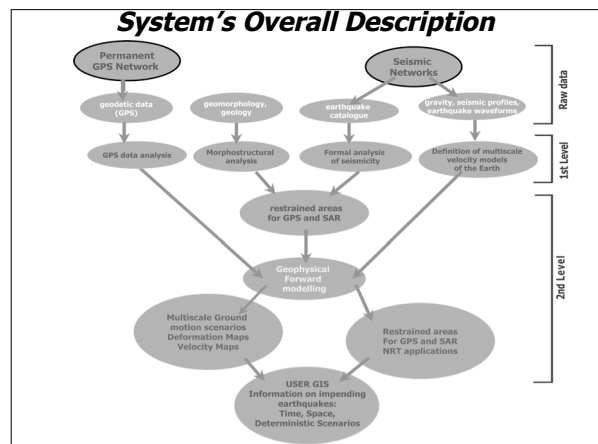 System's Overall Description
Permanent
GPS Network
Seismic
Networks
Raw data
geodetic data
(GPS)
geomorphology,
geology
earthquake
catalogue
gravity, seismic profiles,
earthquake waveforms
GPS data analysis
Morphostructural
analysis
Formal analysis
of seismicity
Definition of multiscale
velocity models
of the Earth
1st Level
restrained areas
for GPS and SAR
2nd Level
Geophysical
Forward
modelling
Multiscale Ground
motion scenarios
Deformation Maps
Velocity Maps
Restrained areas
For GPS and SAR
NRT applications
USER GIS
Information on impending
earthquakes:
Time, Space,
Deterministic Scenarios